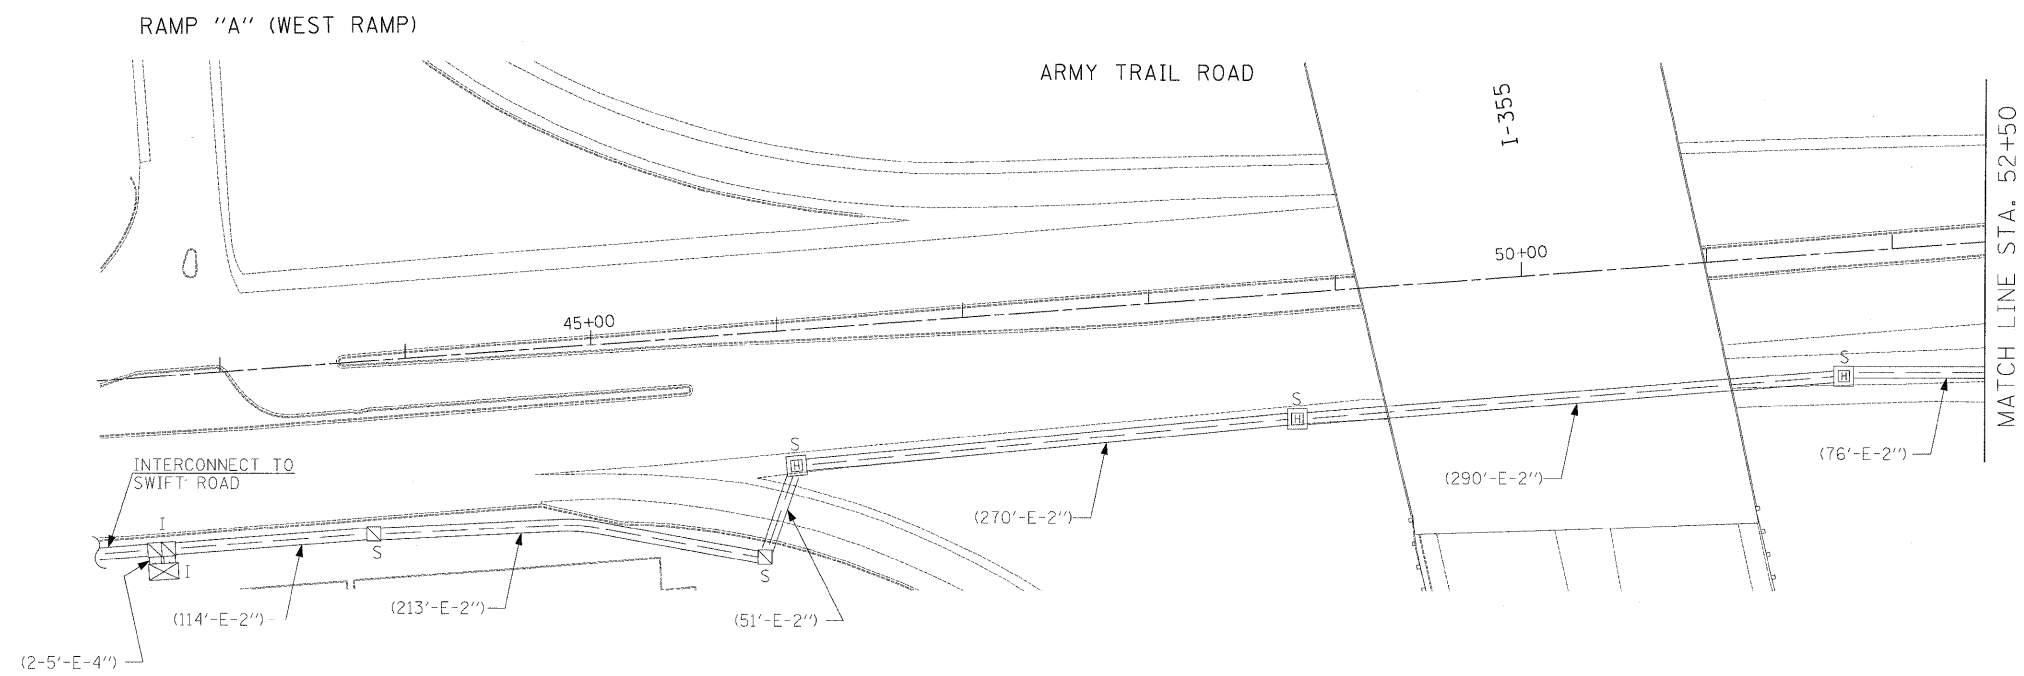 RAMP "A" (WEST RAMP)
ARMY TRAIL ROAD
I-355
MATCH LINE STA. 52+50
50+00
45+00
S
S
S
H
H
H
INTERCONNECT TO
SWIFT ROAD
I
S
I
S
(76'-E-2")
(290'-E-2")
(270'-E-2")
(213'-E-2")
(114'-E-2")
(51'-E-2")
(2-5'-E-4")